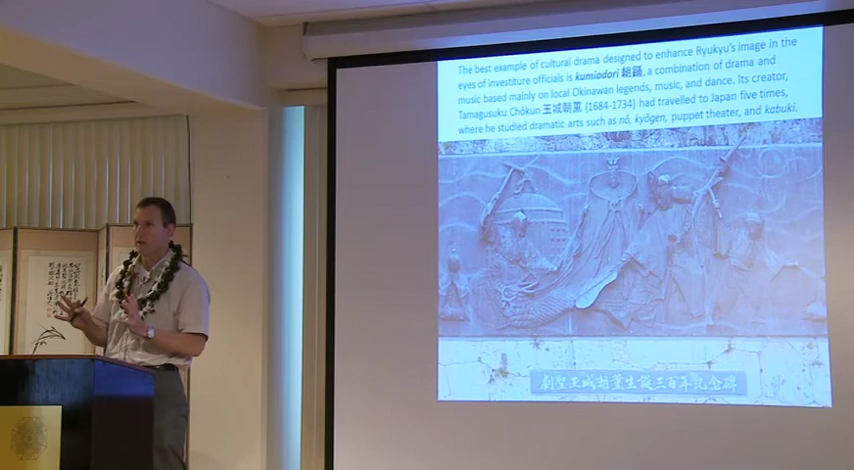 The best example of cultural drama designed to enhance Ryukyu's image in the
eyes of investiture officials is kumiodori 組踊, a combination of drama and
music based mainly on local Okinawan legends, music, and dance. Its creator,
Tamagusuku Chōkun 玉城朝薫 (1684-1734) had travelled to Japan five times,
where he studied dramatic arts such as nō, kyōgen, puppet theater, and kabuki.
劇聖玉城朝薫生誕三百年記念碑